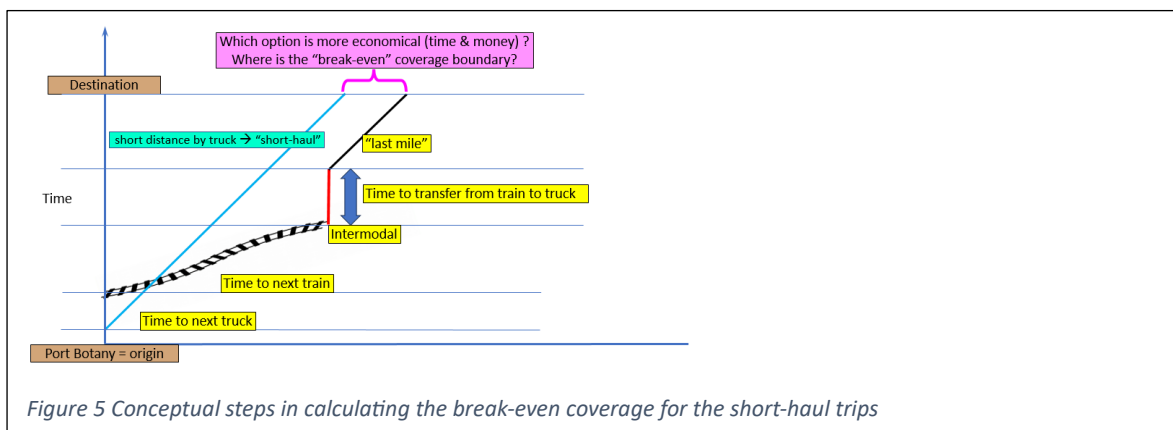 Which option is more economical (time & money) ?
Where is the “break-even” coverage boundary?
Destination
short distance by truck → “short-haul”
“last mile”
Time
Time to transfer from train to truck
Intermodal
Time to next train
Time to next truck
Port Botany = origin
Figure 5 Conceptual steps in calculating the break-even coverage for the short-haul trips